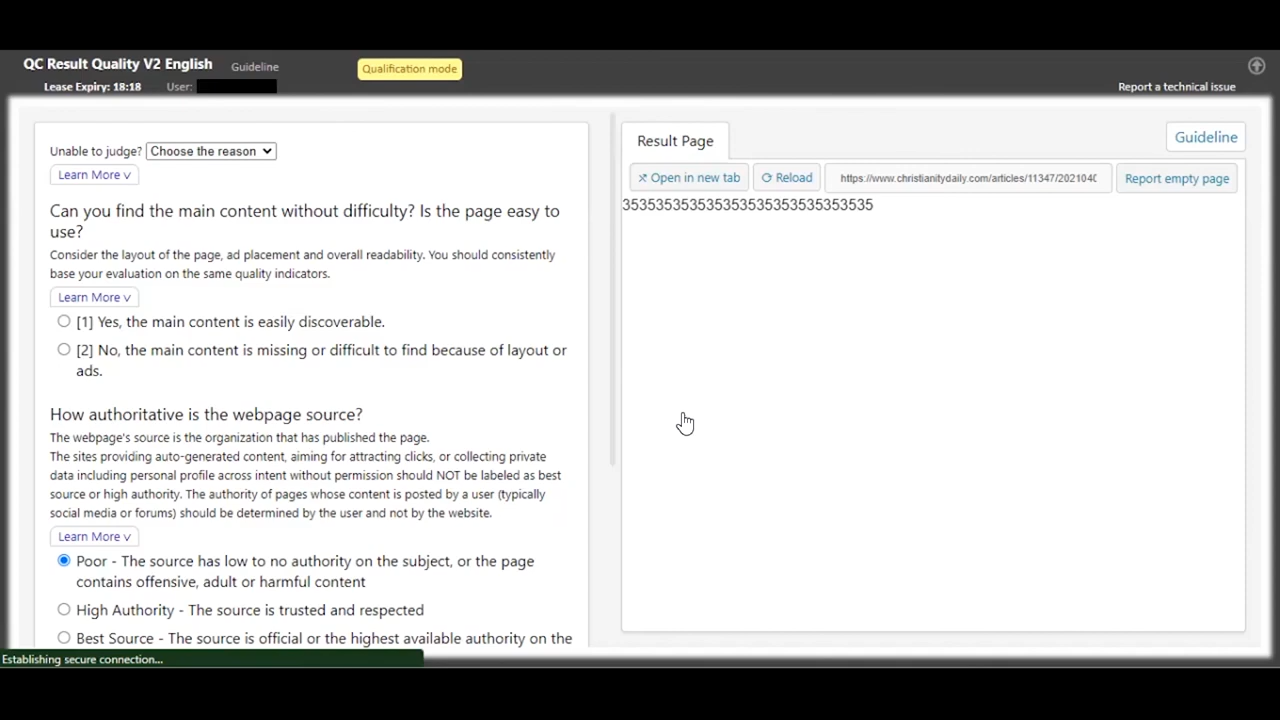 QC Result Quality V2 English
Guideline
Qualification mode
Lease Expiry: 18:18
User:
Report a technical issue
Unable to judge? Choose the reason
Learn More v
Can you find the main content without difficulty? Is the page easy to
use?
Consider the layout of the page, ad placement and overall readability. You should consistently
base your evaluation on the same quality indicators.
Learn More v
[1] Yes, the main content is easily discoverable.
[2] No, the main content is missing or difficult to find because of layout or
ads.
How authoritative is the webpage source?
The webpage's source is the organization that has published the page.
The sites providing auto-generated content, aiming for attracting clicks, or collecting private
data including personal profile across intent without permission should NOT be labeled as best
source or high authority. The authority of pages whose content is posted by a user (typically
social media or forums) should be determined by the user and not by the website.
Learn More v
Poor - The source has low to no authority on the subject, or the page
contains offensive, adult or harmful content
High Authority - The source is trusted and respected
Best Source - The source is official or the highest available authority on the
Establishing secure connection...
Result Page
Guideline
Open in new tab
Reload
https://www.christianitydaily.com/articles/11347/2021040
Report empty page
353535353535353535353535353535